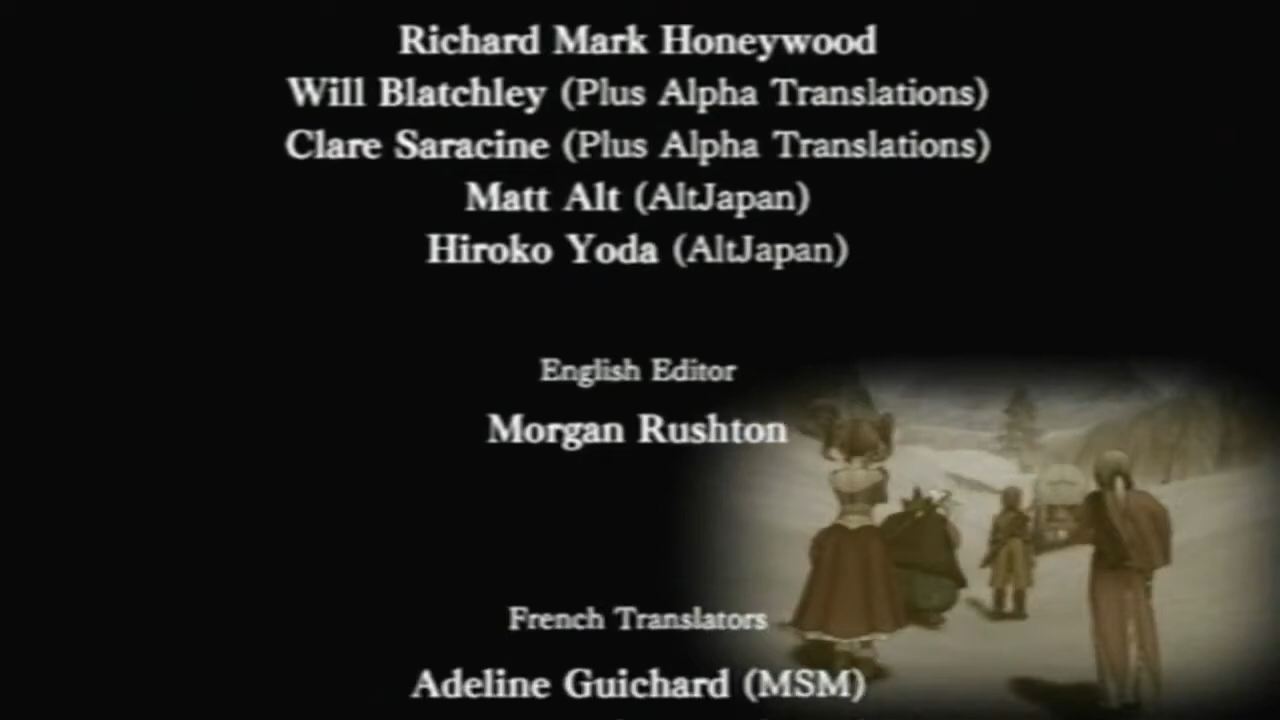 Richard Mark Honeywood
Will Blatchley (Plus Alpha Translations)
Clare Saracine (Plus Alpha Translations)
Matt Alt (AltJapan)
Hiroko Yoda (AltJapan)
English Editor
Morgan Rushton
French Translators
Adeline Guichard (MSM)